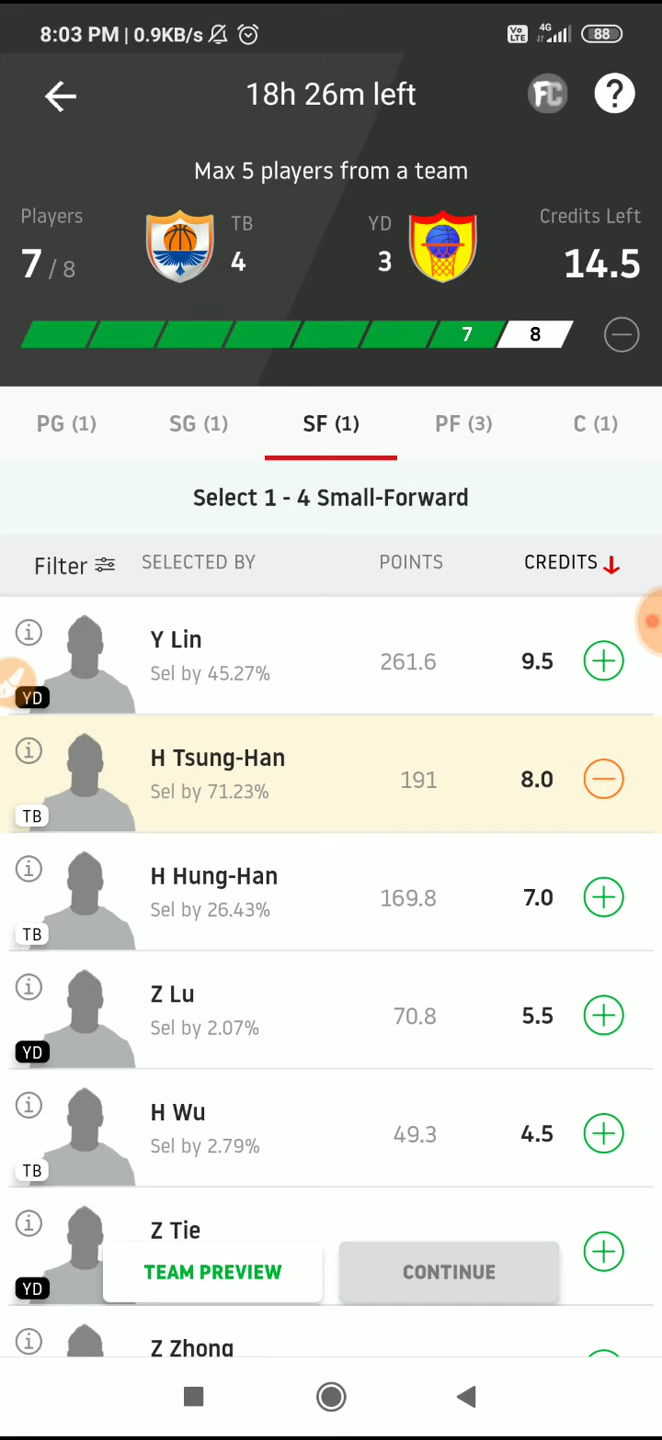 8:03 PM | 0.9KB/s
Vo LTE 4G 88
18h 26m left FC ?
Max 5 players from a team
Players TB YD Credits Left
7 / 8 4 3 14.5
7 8
PG (1) SG (1) SF (1) PF (3) C (1)
Select 1 - 4 Small-Forward
Filter SELECTED BY POINTS CREDITS
i Y Lin
Sel by 45.27% 261.6 9.5
YD
i H Tsung-Han
Sel by 71.23% 191 8.0
TB
i H Hung-Han
Sel by 26.43% 169.8 7.0
TB
i Z Lu
Sel by 2.07% 70.8 5.5
YD
i H Wu
Sel by 2.79% 49.3 4.5
TB
i Z Tie
YD TEAM PREVIEW CONTINUE
i Z Zhong